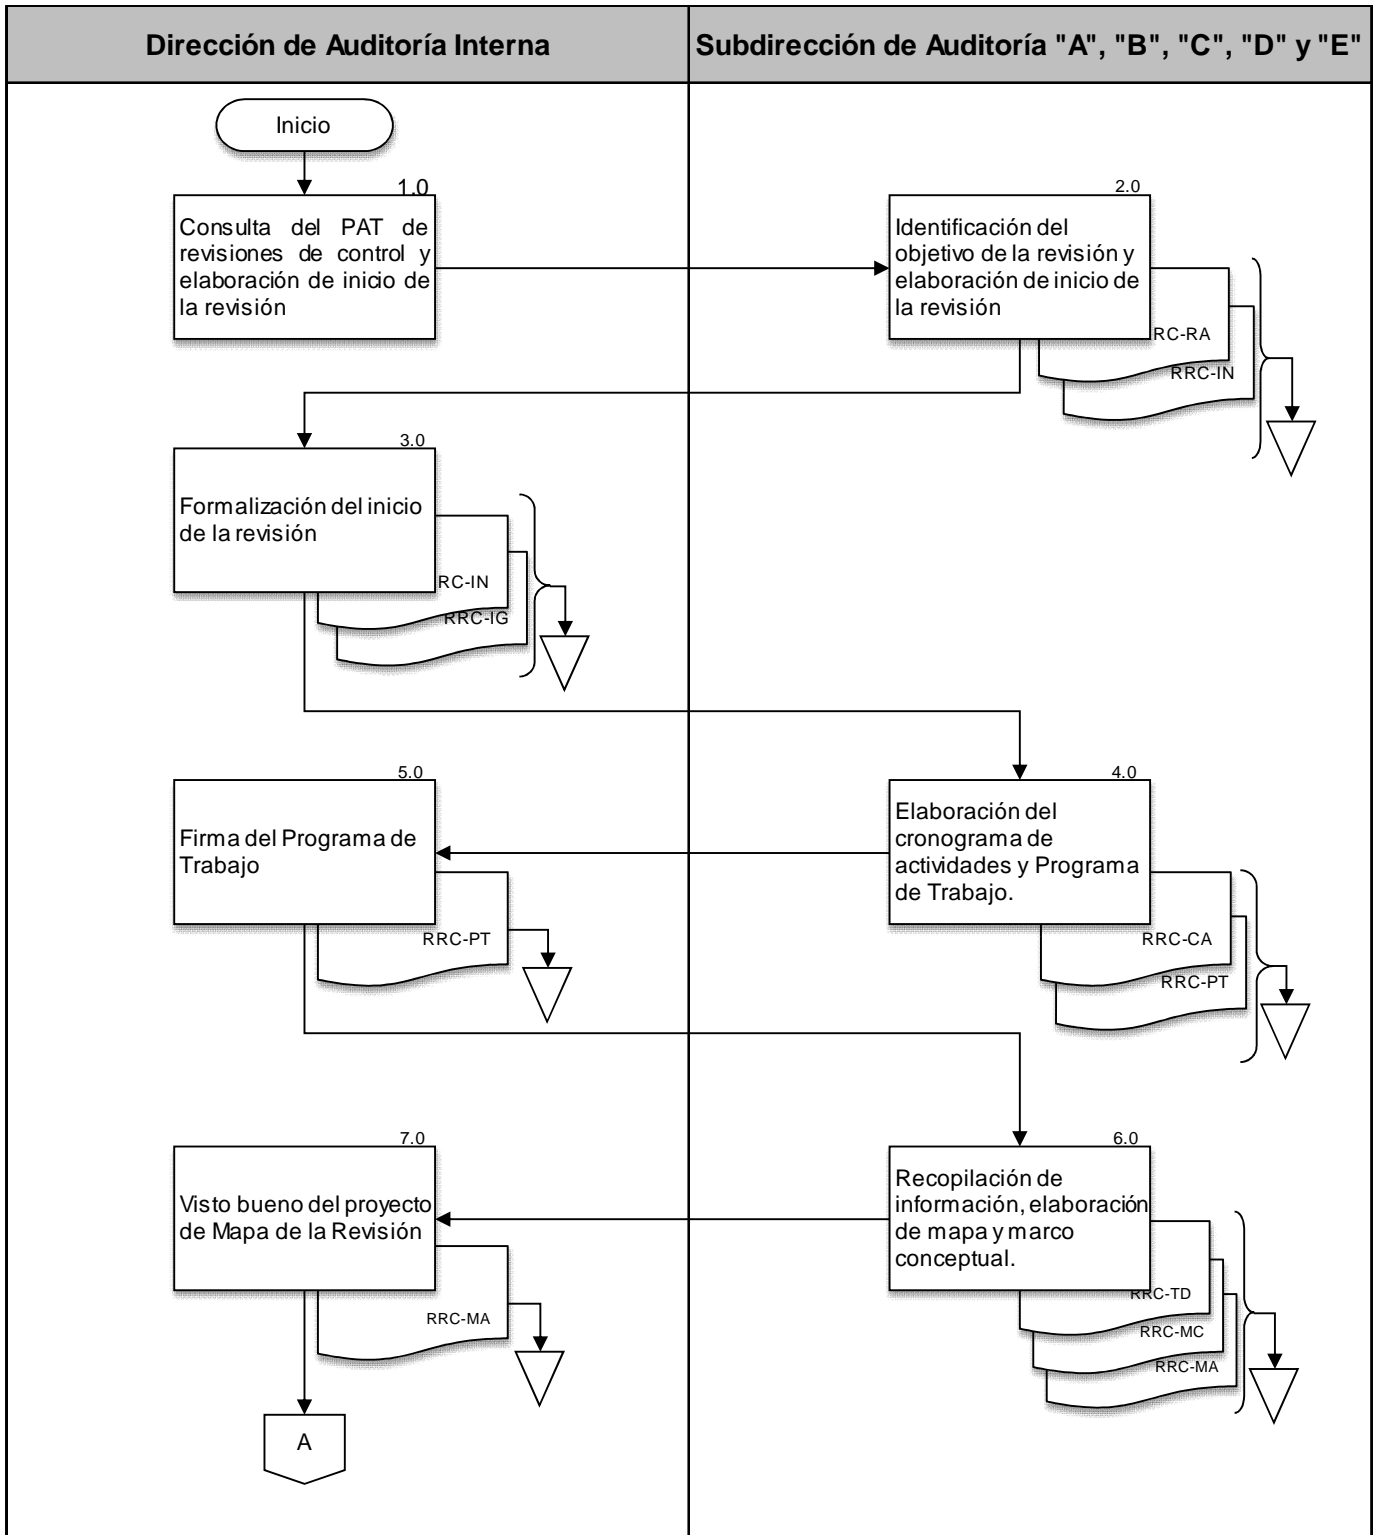 Dirección de Auditoría Interna
Subdirección de Auditoría "A", "B", "C", "D" y "E"
Inicio
1.0
Consulta del PAT de
revisiones de control y
elaboración de inicio de
la revisión
2.0
Identificación del
objetivo de la revisión y
elaboración de inicio de
la revisión
RC-RA
RRC-IN
3.0
Formalización del inicio
de la revisión
RC-IN
RRC-IG
5.0
Firma del Programa de
Trabajo
RRC-PT
4.0
Elaboración del
cronograma de
actividades y Programa
de Trabajo.
RRC-CA
RRC-PT
7.0
Visto bueno del proyecto
de Mapa de la Revisión
RRC-MA
6.0
Recopilación de
información, elaboración
de mapa y marco
conceptual.
RRC-TD
RRC-MC
RRC-MA
A